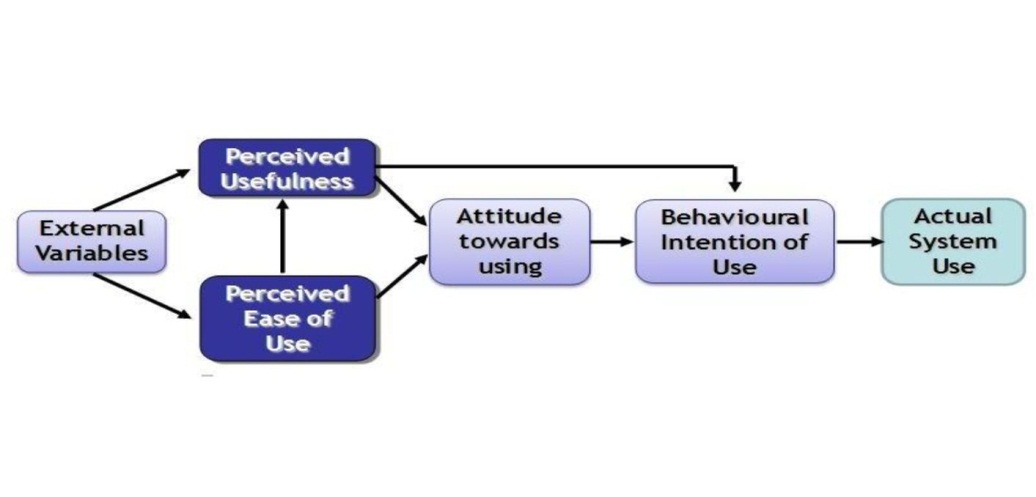 Perceived
Usefulness
External
Variables
Perceived
Ease of
Use
Attitude
towards
using
Behavioural
Intention of
Use
Actual
System
Use